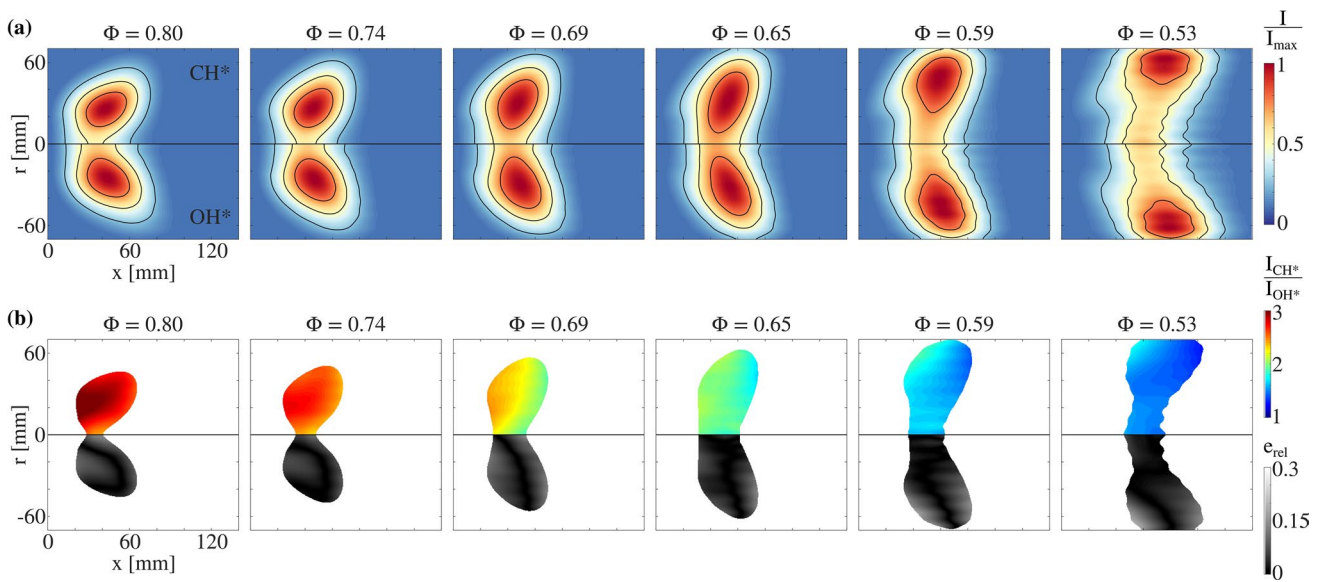 (a)
Φ = 0.80 Φ = 0.74 Φ = 0.69 Φ = 0.65 Φ = 0.59 Φ = 0.53
I
I_max
60
0
-60
r [mm]
CH*
OH*
0 60 120
x [mm]
1
0.5
0
(b)
Φ = 0.80 Φ = 0.74 Φ = 0.69 Φ = 0.65 Φ = 0.59 Φ = 0.53
I_CH*
I_OH*
60
0
-60
r [mm]
0 60 120
x [mm]
3
2
1
e_rel
0.3
0.15
0